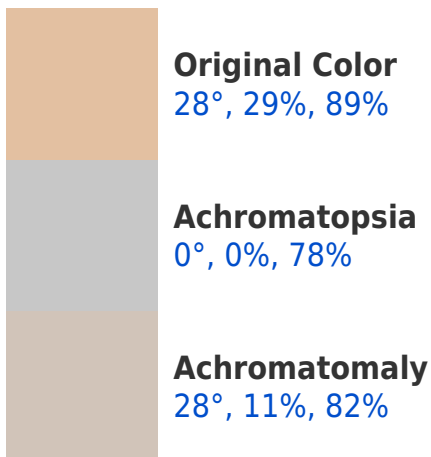 Original Color
28°, 29%, 89%
Achromatopsia
0°, 0%, 78%
Achromatomaly
28°, 11%, 82%